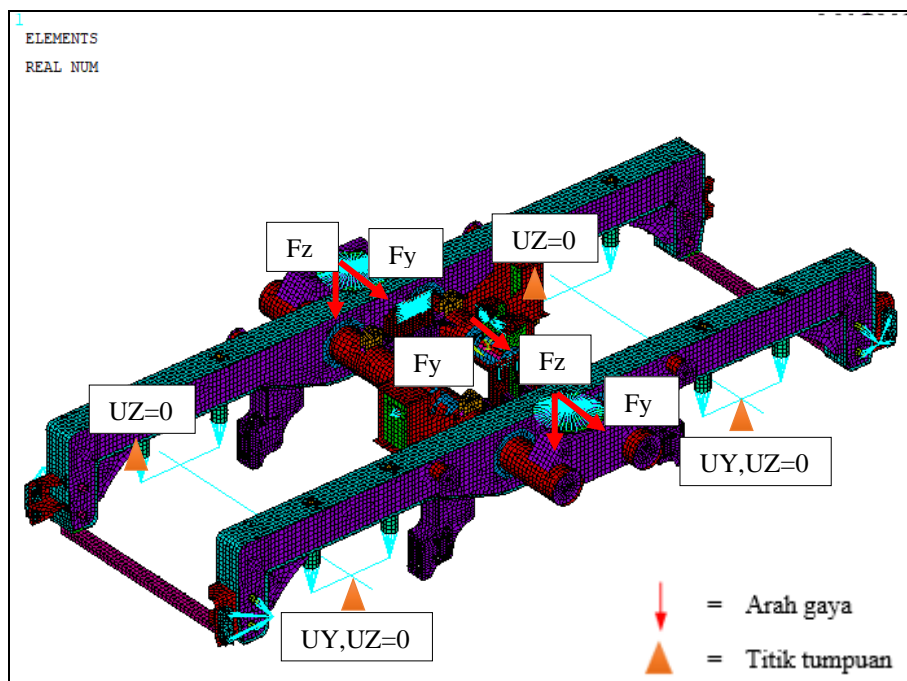 1
ELEMENTS
REAL NUM
Fz
Fy
UZ=0
Fy
Fz
Fy
UZ=0
UY,UZ=0
UY,UZ=0
= Arah gaya
= Titik tumpuan